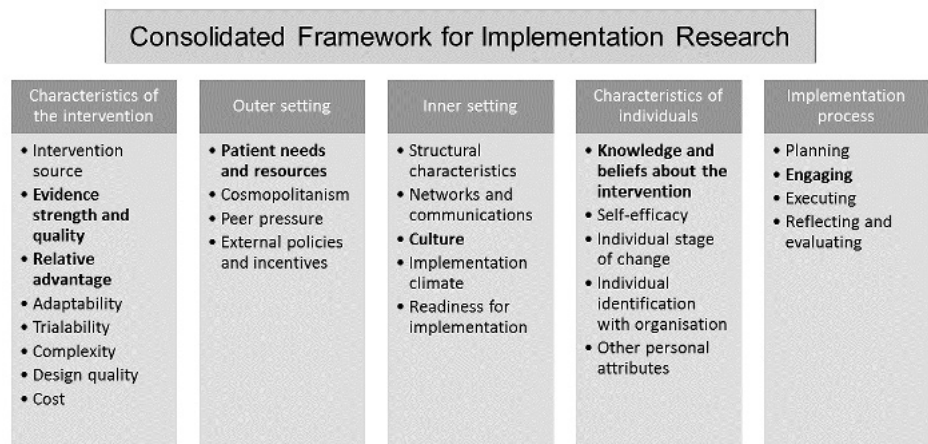 Consolidated Framework for Implementation Research
Characteristics of
the intervention
• Intervention
source
• Evidence
strength and
quality
• Relative
advantage
• Adaptability
• Trialability
• Complexity
• Design quality
• Cost
Outer setting
• Patient needs
and resources
• Cosmopolitanism
• Peer pressure
• External policies
and incentives
Inner setting
• Structural
characteristics
• Networks and
communications
• Culture
• Implementation
climate
• Readiness for
implementation
Characteristics of
individuals
• Knowledge and
beliefs about the
intervention
• Self-efficacy
• Individual stage
of change
• Individual
identification
with organisation
• Other personal
attributes
Implementation
process
• Planning
• Engaging
• Executing
• Reflecting and
evaluating